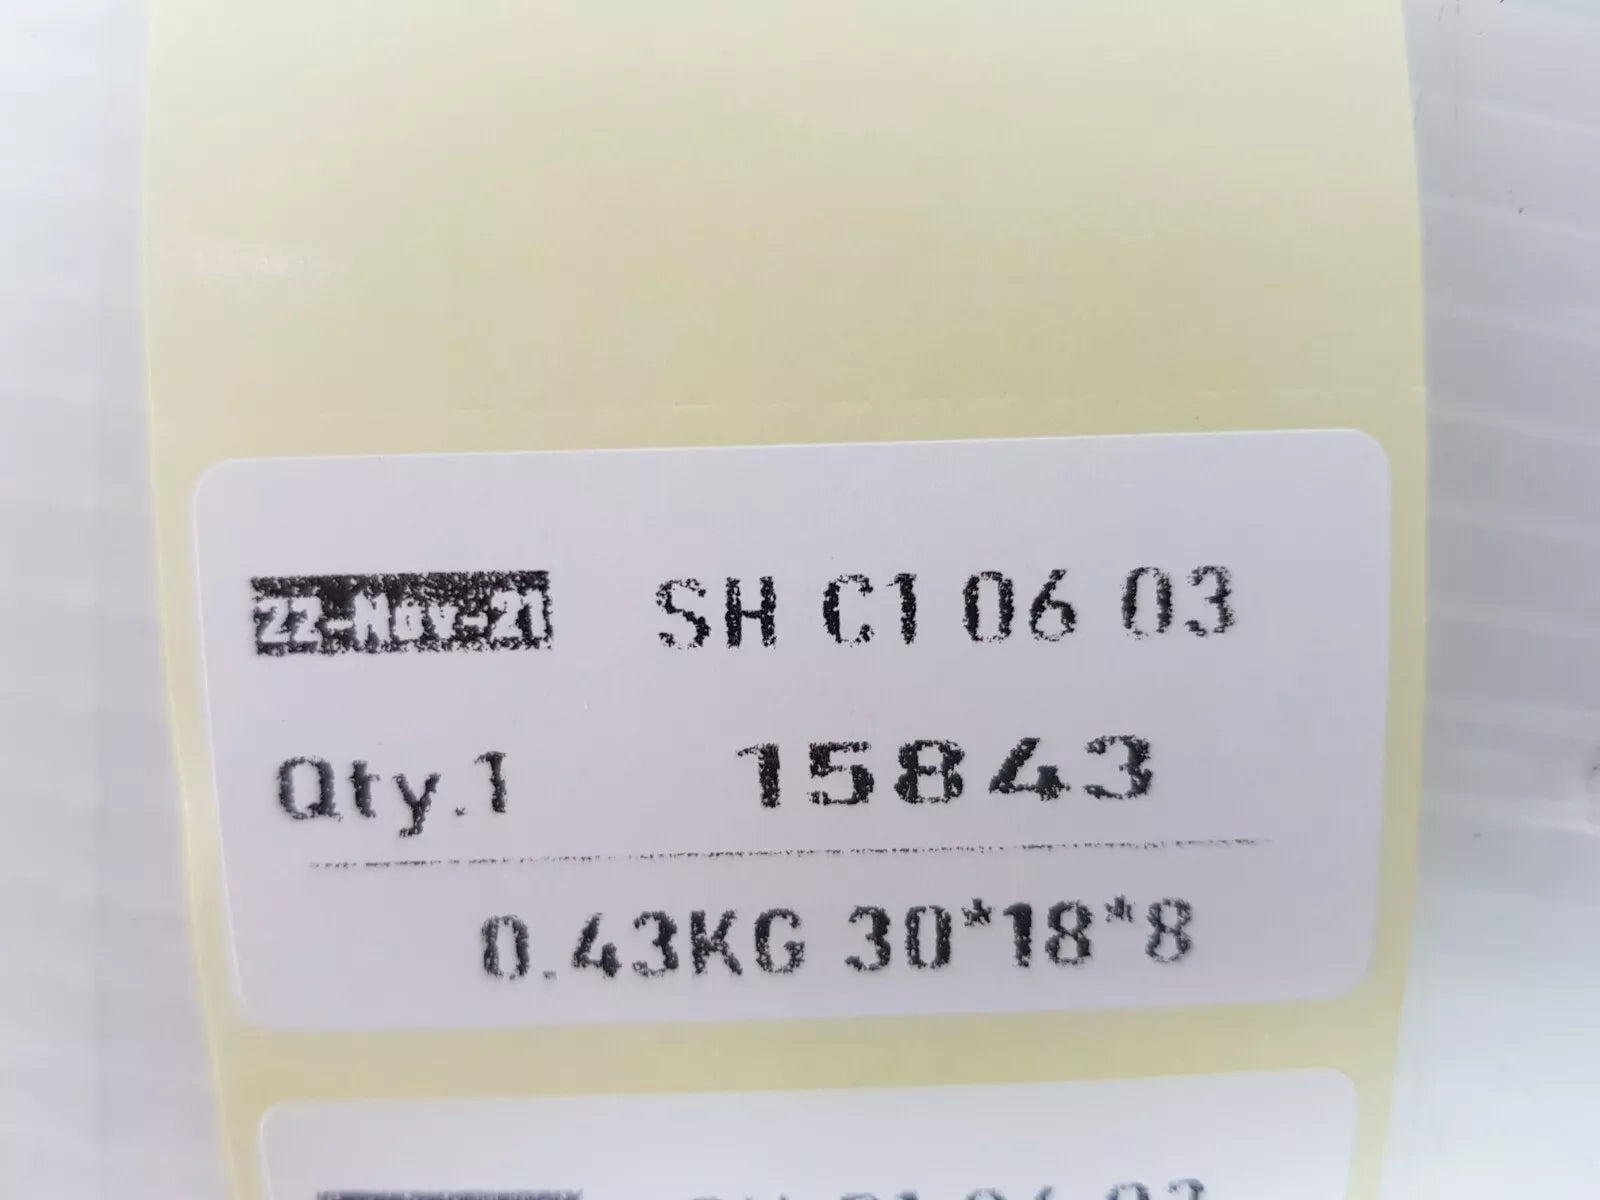 22-Nov-21 SH C1 06 03
Qty.1 15843
0.43KG 30*18*8